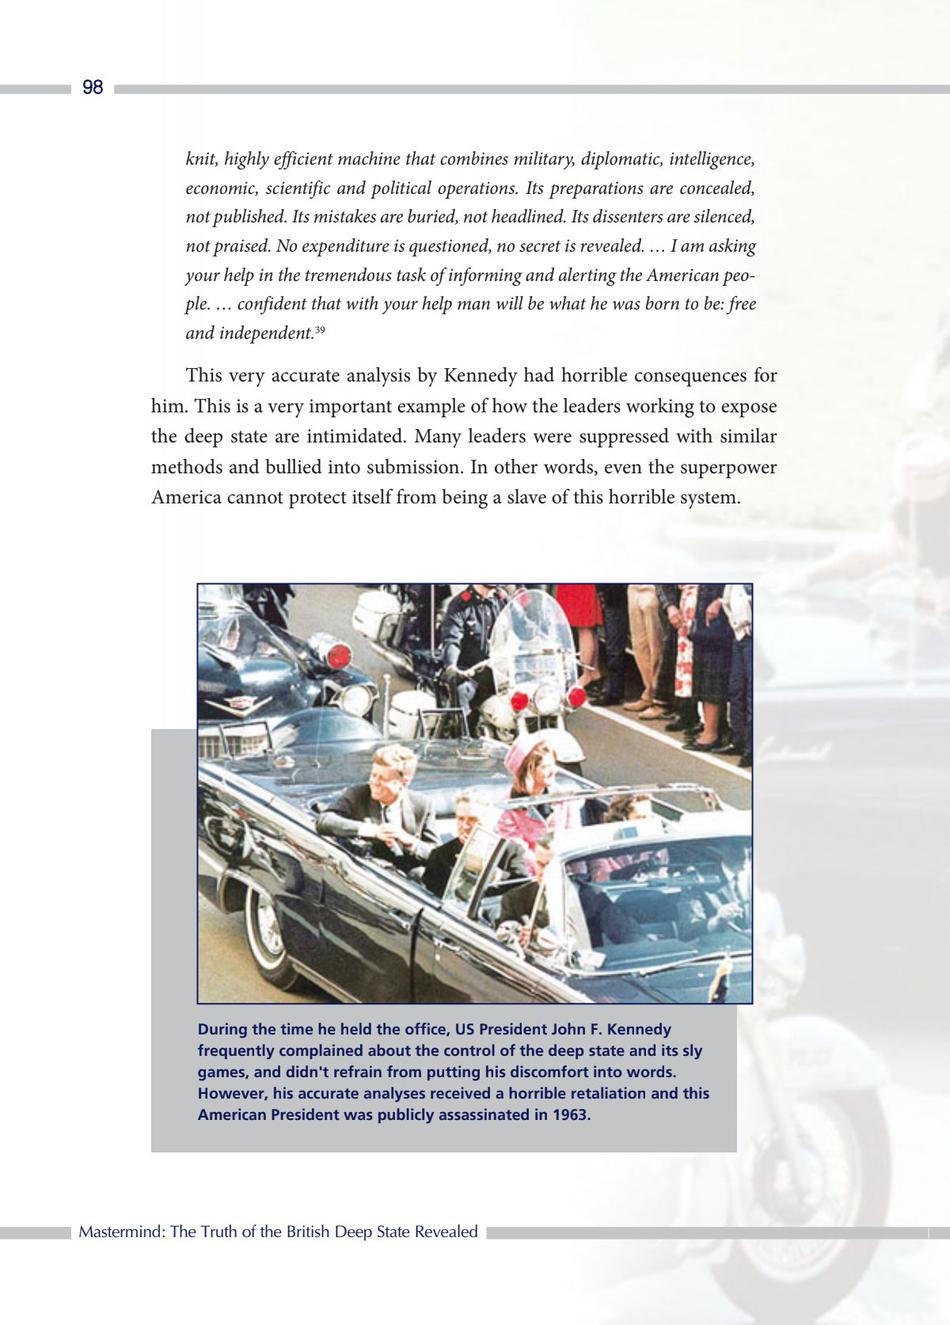 98
knit, highly efficient machine that combines military, diplomatic, intelligence,
economic, scientific and political operations. Its preparations are concealed,
not published. Its mistakes are buried, not headlined. Its dissenters are silenced,
not praised. No expenditure is questioned, no secret is revealed. … I am asking
your help in the tremendous task of informing and alerting the American peo-
ple. … confident that with your help man will be what he was born to be: free
and independent.39
This very accurate analysis by Kennedy had horrible consequences for
him. This is a very important example of how the leaders working to expose
the deep state are intimidated. Many leaders were suppressed with similar
methods and bullied into submission. In other words, even the superpower
America cannot protect itself from being a slave of this horrible system.
During the time he held the office, US President John F. Kennedy
frequently complained about the control of the deep state and its sly
games, and didn't refrain from putting his discomfort into words.
However, his accurate analyses received a horrible retaliation and this
American President was publicly assassinated in 1963.
Mastermind: The Truth of the British Deep State Revealed